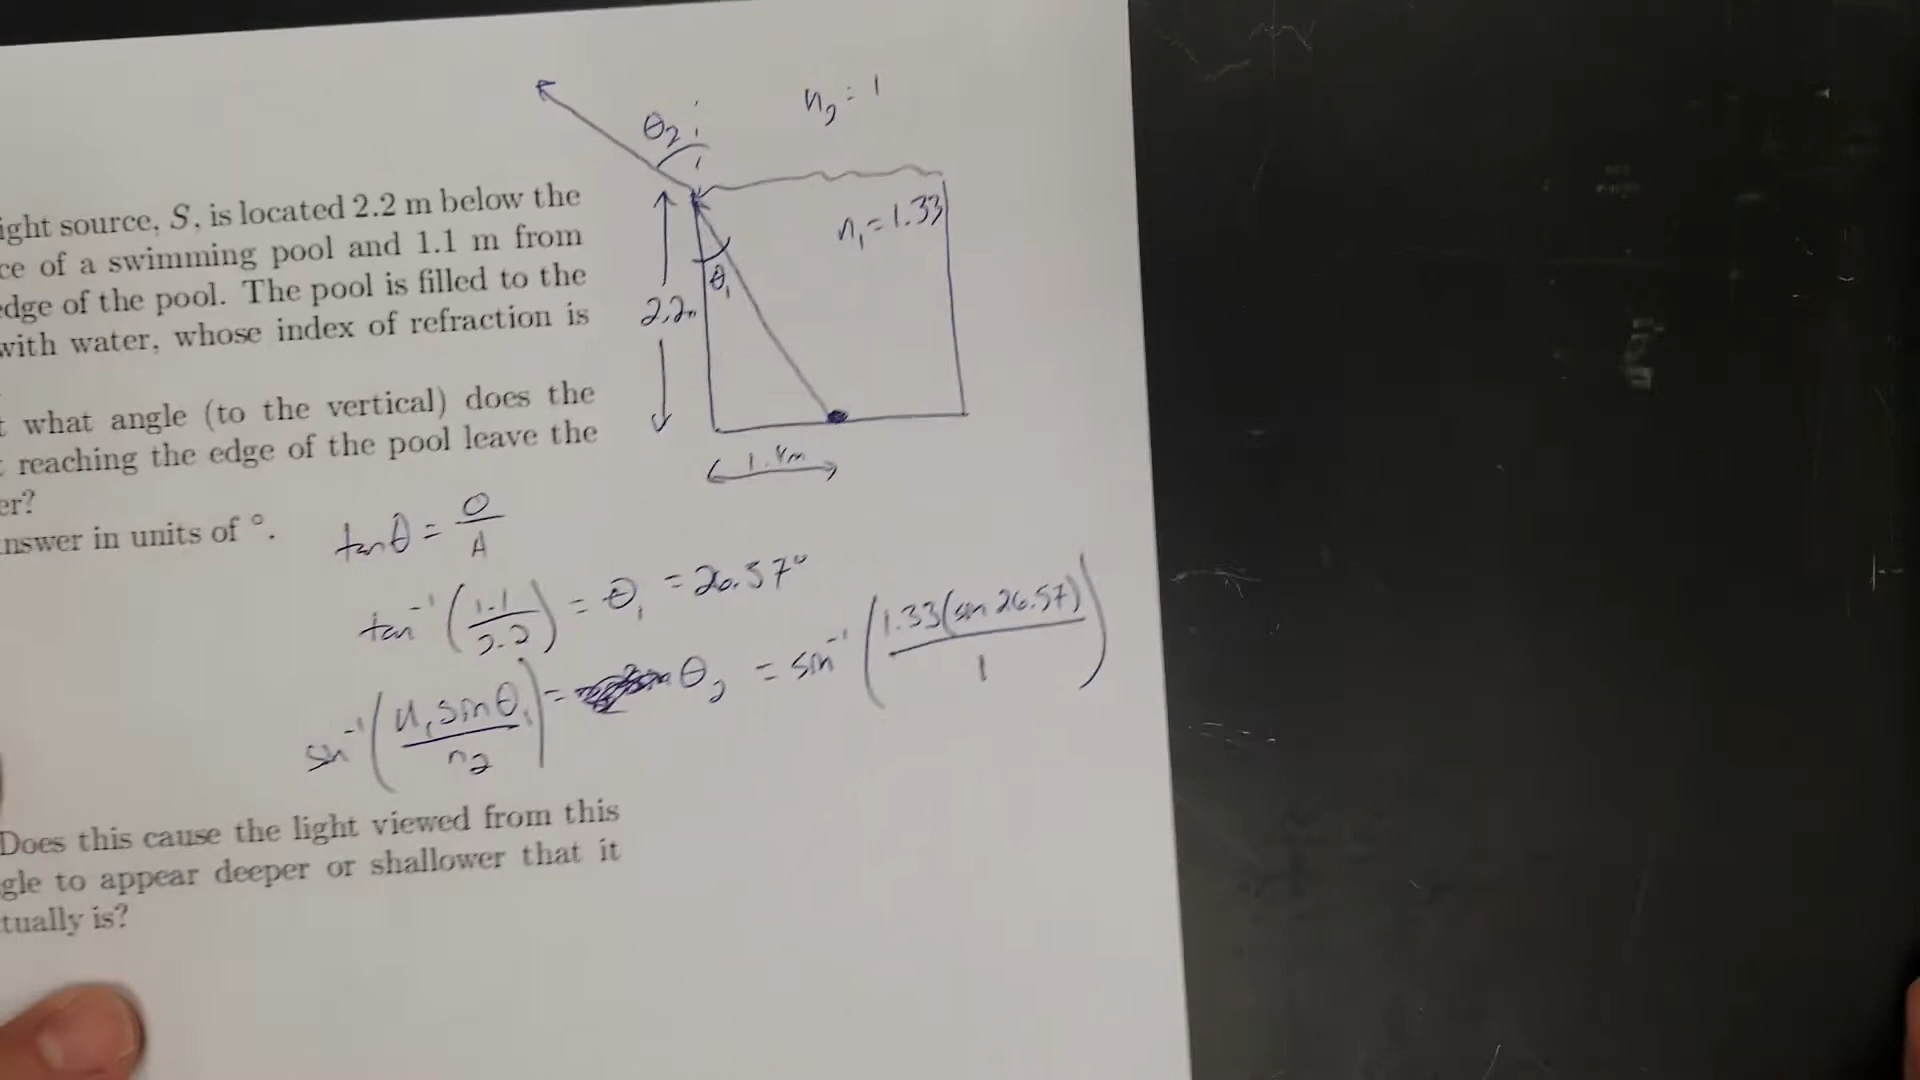 n₂ = 1
θ₂
ight source, S, is located 2.2 m below the
ce of a swimming pool and 1.1 m from
edge of the pool. The pool is filled to the
with water, whose index of refraction is
n₁ = 1.33
θ₁
2.2m
t what angle (to the vertical) does the
t reaching the edge of the pool leave the
er?
nswer in units of °.
tan θ = O/A
tan⁻¹(1.1/2.2) = θ₁ = 26.57°
sin⁻¹(n₁ sin θ₁/n₂) = θ₂ = sin⁻¹(1.33(sin 26.57)/1)
Does this cause the light viewed from this
gle to appear deeper or shallower that it
tually is?